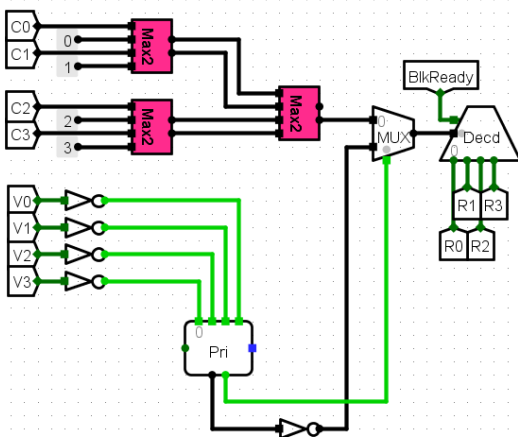 C0
0
C1
1
Max2
C2
2
C3
3
Max2
Max2
0
MUX
BlkReady
Decd
0
R1
R3
R0
R2
V0
V1
V2
V3
0
Pri